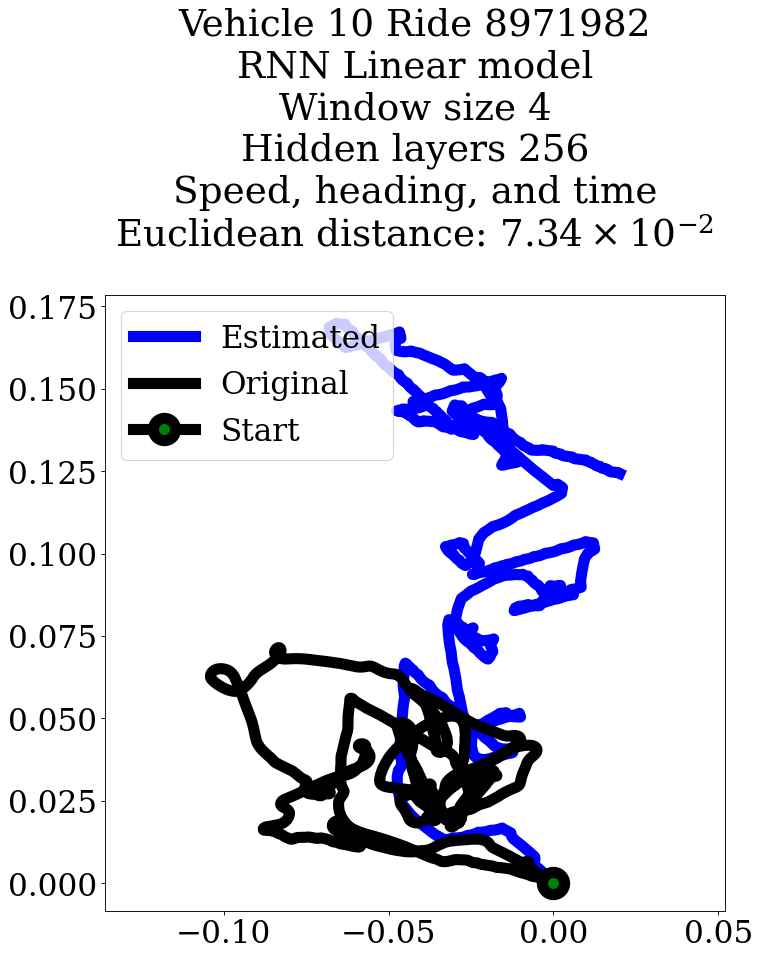 Vehicle 10 Ride 8971982
RNN Linear model
Window size 4
Hidden layers 256
Speed, heading, and time
Euclidean distance: 7.34 × 10⁻²
0.175
0.150
0.125
0.100
0.075
0.050
0.025
0.000
Estimated
Original
Start
−0.10
−0.05
0.00
0.05